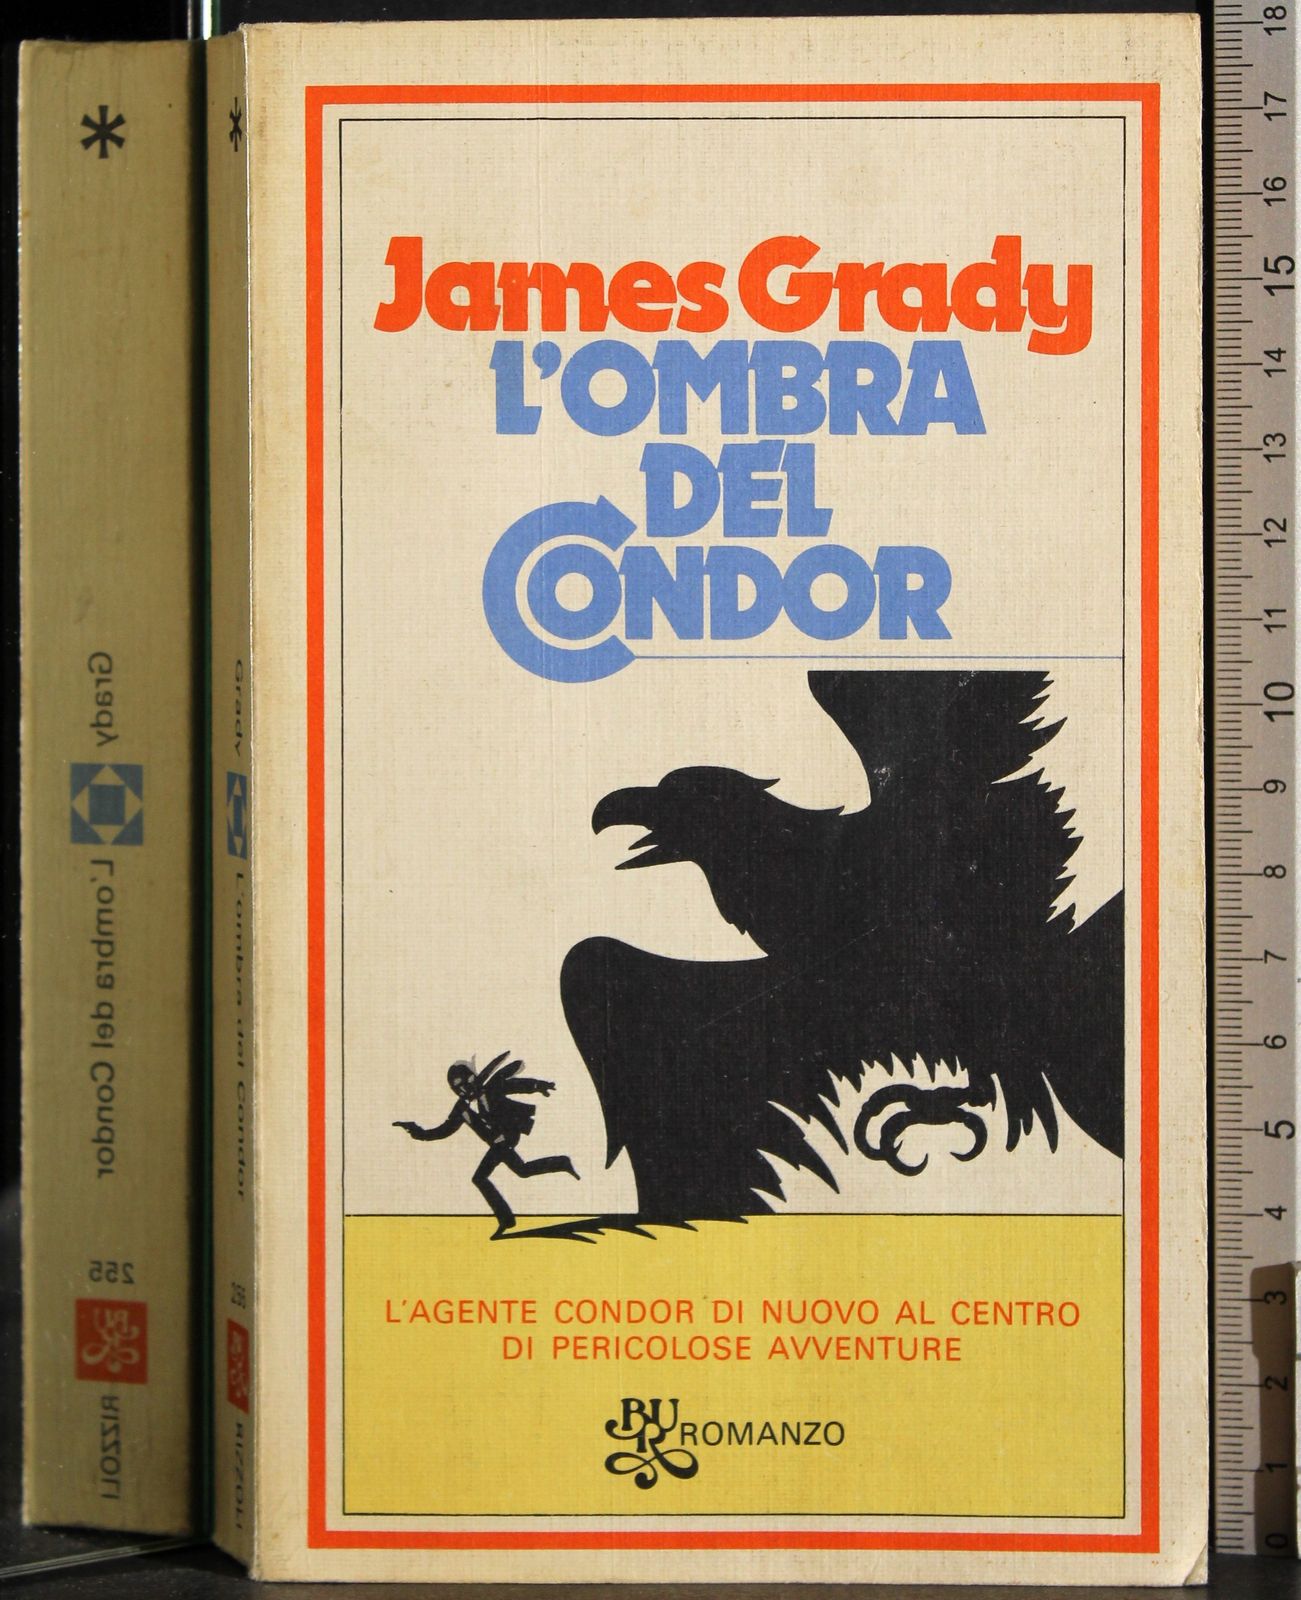 James Grady
L'OMBRA
DEL
CONDOR
L'AGENTE CONDOR DI NUOVO AL CENTRO
DI PERICOLOSE AVVENTURE
BUR ROMANZO
*
Grady L'ombra del Condor 255 BUR RIZZOLI
*
Grady L'ombra del Condor RIZZOLI
18
17
16
15
14
13
12
11
10
9
8
7
6
5
4
3
2
1
0